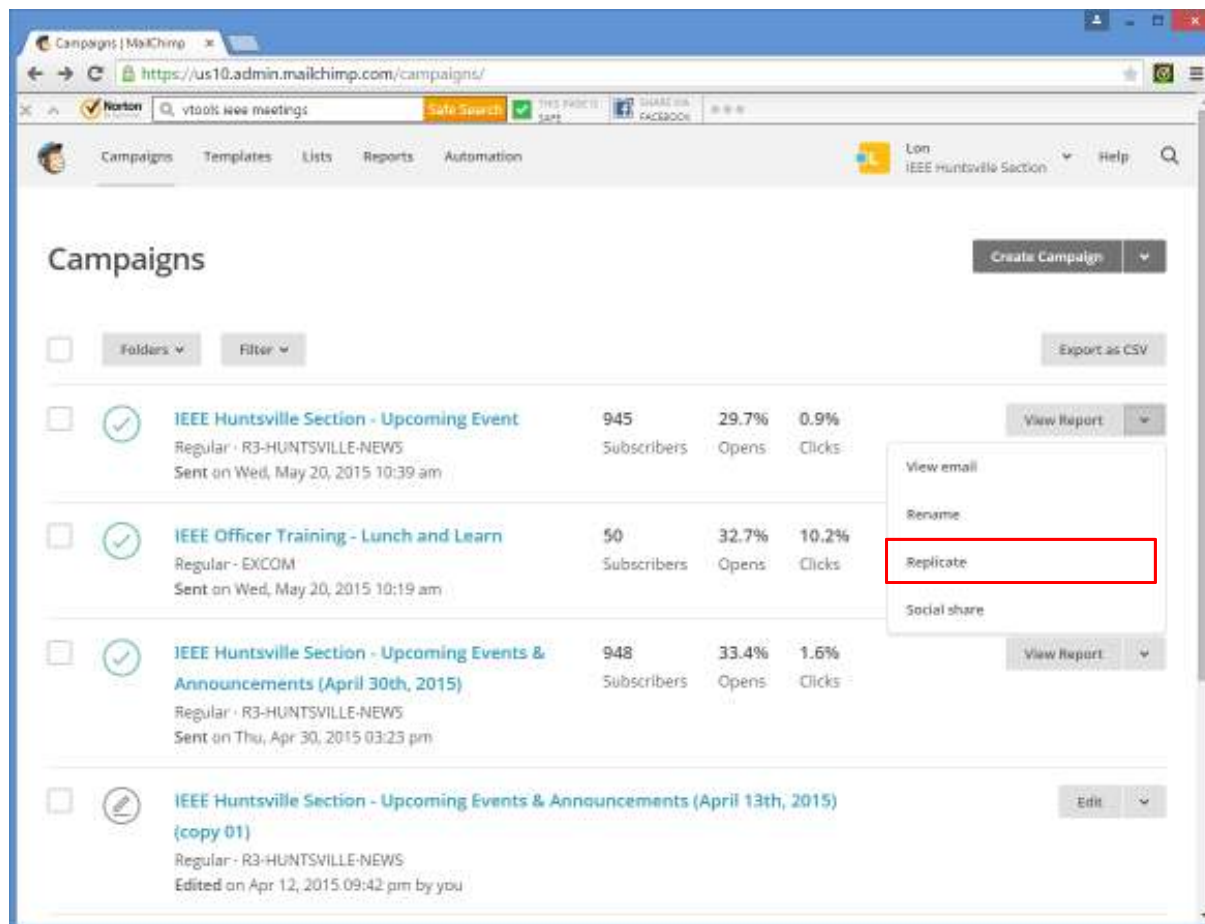 Campaigns | MailChimp
https://us10.admin.mailchimp.com/campaigns/
Norton vtools ieee meetings Safe Search THIS PAGE IS SAFE SHARE VIA FACEBOOK
Campaigns Templates Lists Reports Automation L Lon Help
IEEE Huntsville Section
Campaigns Create Campaign
Folders Filter Export as CSV
IEEE Huntsville Section - Upcoming Event 945 29.7% 0.9% View Report
Regular · R3-HUNTSVILLE-NEWS Subscribers Opens Clicks
Sent on Wed, May 20, 2015 10:39 am
View email
Rename
Replicate
Social share
IEEE Officer Training - Lunch and Learn 50 32.7% 10.2%
Regular · EXCOM Subscribers Opens Clicks
Sent on Wed, May 20, 2015 10:19 am
IEEE Huntsville Section - Upcoming Events & 948 33.4% 1.6% View Report
Announcements (April 30th, 2015) Subscribers Opens Clicks
Regular · R3-HUNTSVILLE-NEWS
Sent on Thu, Apr 30, 2015 03:23 pm
IEEE Huntsville Section - Upcoming Events & Announcements (April 13th, 2015) Edit
(copy 01)
Regular · R3-HUNTSVILLE-NEWS
Edited on Apr 12, 2015 09:42 pm by you